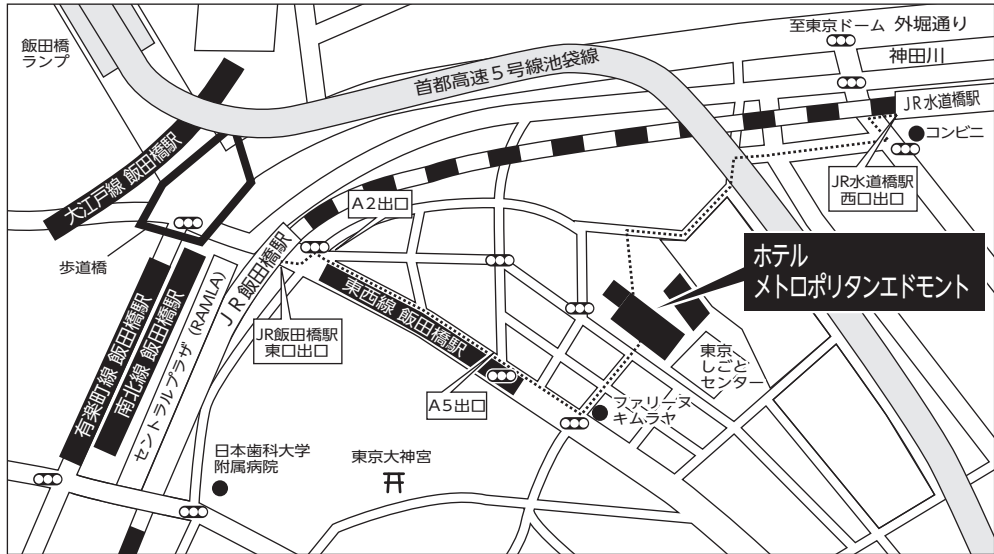 飯田橋
ランプ
至東京ドーム
外堀通り
神田川
首都高速5号線池袋線
JR水道橋駅
コンビニ
大江戸線 飯田橋駅
A2出口
JR水道橋駅
西口出口
歩道橋
JR飯田橋駅
ホテル
メトロポリタンエドモント
有楽町線 飯田橋駅
南北線 飯田橋駅
セントラルプラザ (RAMLA)
JR飯田橋駅
東口出口
東西線 飯田橋駅
東京
しごと
センター
A5出口
ファリーヌ
キムラヤ
日本歯科大学
附属病院
東京大神宮